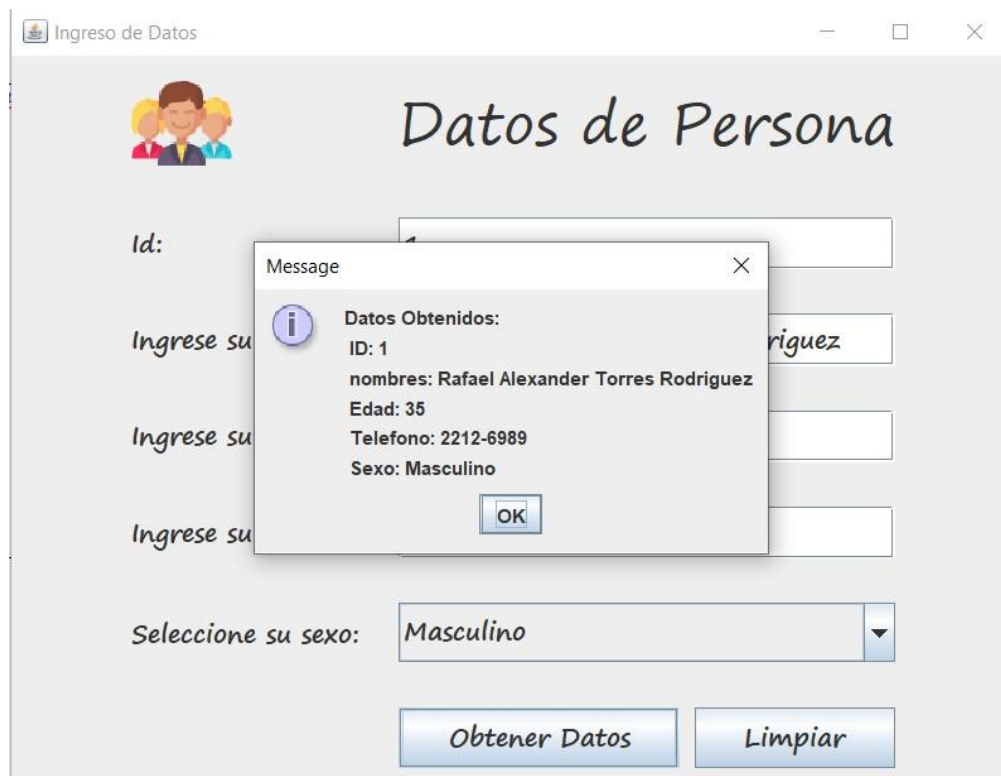 Ingreso de Datos
Datos de Persona
Id:
Message
Datos Obtenidos:
ID: 1
nombres: Rafael Alexander Torres Rodriguez
Edad: 35
Telefono: 2212-6989
Sexo: Masculino
OK
Ingrese su
riguez
Ingrese su
Ingrese su
Seleccione su sexo:
Masculino
Obtener Datos
Limpiar